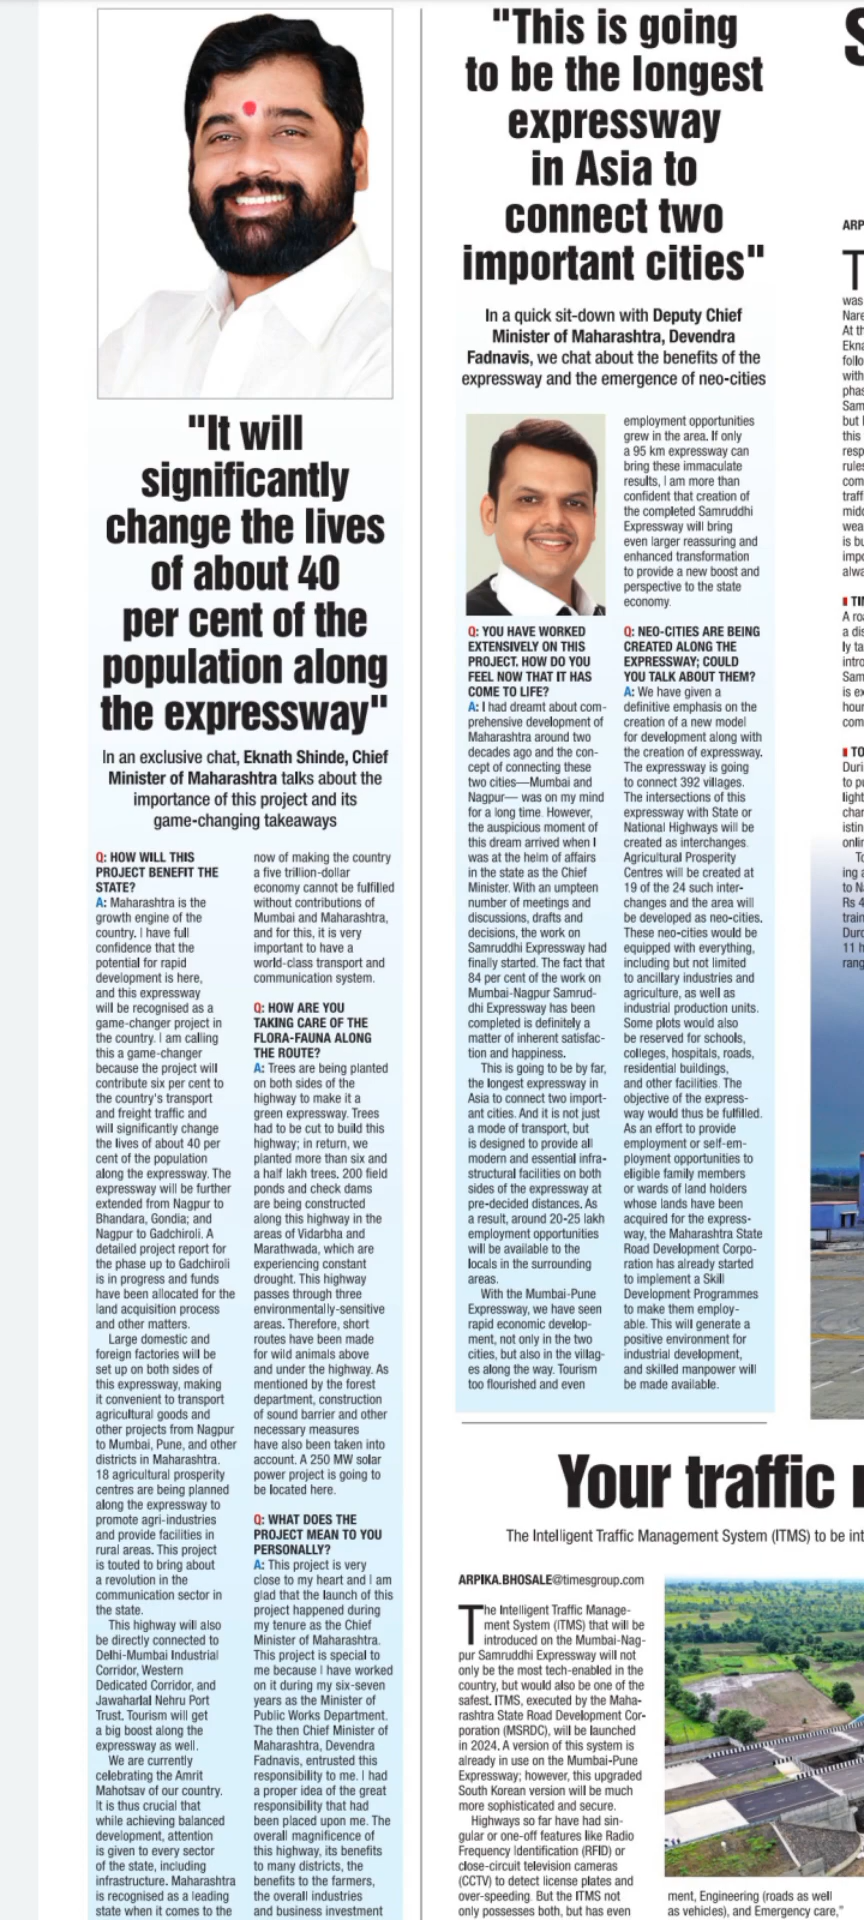 "It will
significantly
change the lives
of about 40
per cent of the
population along
the expressway"
In an exclusive chat, Eknath Shinde, Chief
Minister of Maharashtra talks about the
importance of this project and its
game-changing takeaways
Q: HOW WILL THIS
PROJECT BENEFIT THE
STATE?
A: Maharashtra is the
growth engine of the
country. I have full
confidence that the
potential for rapid
development is here,
and this expressway
will be recognised as a
game-changer project in
the country. I am calling
this a game-changer
because the project will
contribute six per cent to
the country's transport
and freight traffic and
will significantly change
the lives of about 40 per
cent of the population
along the expressway. The
expressway will be further
extended from Nagpur to
Bhandara, Gondia; and
Nagpur to Gadchiroli. A
detailed project report for
the phase up to Gadchiroli
is in progress and funds
have been allocated for the
land acquisition process
and other matters.
Large domestic and
foreign factories will be
set up on both sides of
this expressway, making
it convenient to transport
agricultural goods and
other projects from Nagpur
to Mumbai, Pune, and other
districts in Maharashtra.
18 agricultural prosperity
centres are being planned
along the expressway to
promote agri-industries
and provide facilities in
rural areas. This project
is touted to bring about
a revolution in the
communication sector in
the state.
This highway will also
be directly connected to
Delhi-Mumbai Industrial
Corridor, Western
Dedicated Corridor, and
Jawaharlal Nehru Port
Trust. Tourism will get
a big boost along the
expressway as well.
We are currently
celebrating the Amrit
Mahotsav of our country.
It is thus crucial that
while achieving balanced
development, attention
is given to every sector
of the state, including
infrastructure. Maharashtra
is recognised as a leading
state when it comes to the
now of making the country
a five trillion-dollar
economy cannot be fulfilled
without contributions of
Mumbai and Maharashtra,
and for this, it is very
important to have a
world-class transport and
communication system.
Q: HOW ARE YOU
TAKING CARE OF THE
FLORA-FAUNA ALONG
THE ROUTE?
A: Trees are being planted
on both sides of the
highway to make it a
green expressway. Trees
had to be cut to build this
highway; in return, we
planted more than six and
a half lakh trees. 200 field
ponds and check dams
are being constructed
along this highway in the
areas of Vidarbha and
Marathwada, which are
experiencing constant
drought. This highway
passes through three
environmentally-sensitive
areas. Therefore, short
routes have been made
for wild animals above
and under the highway. As
mentioned by the forest
department, construction
of sound barrier and other
necessary measures
have also been taken into
account. A 250 MW solar
power project is going to
be located here.
Q: WHAT DOES THE
PROJECT MEAN TO YOU
PERSONALLY?
A: This project is very
close to my heart and I am
glad that the launch of this
project happened during
my tenure as the Chief
Minister of Maharashtra.
This project is special to
me because I have worked
on it during my six-seven
years as the Minister of
Public Works Department.
The then Chief Minister of
Maharashtra, Devendra
Fadnavis, entrusted this
responsibility to me. I had
a proper idea of the great
responsibility that had
been placed upon me. The
overall magnificence of
this highway, its benefits
to many districts, the
benefits to the farmers,
the overall industries
and business investment
"This is going
to be the longest
expressway
in Asia to
connect two
important cities"
In a quick sit-down with Deputy Chief
Minister of Maharashtra, Devendra
Fadnavis, we chat about the benefits of the
expressway and the emergence of neo-cities
Q: YOU HAVE WORKED
EXTENSIVELY ON THIS
PROJECT. HOW DO YOU
FEEL NOW THAT IT HAS
COME TO LIFE?
A: I had dreamt about com-
prehensive development of
Maharashtra around two
decades ago and the con-
cept of connecting these
two cities—Mumbai and
Nagpur— was on my mind
for a long time. However,
the auspicious moment of
this dream arrived when I
was at the helm of affairs
in the state as the Chief
Minister. With an umpteen
number of meetings and
discussions, drafts and
decisions, the work on
Samruddhi Expressway had
finally started. The fact that
84 per cent of the work on
Mumbai-Nagpur Samrud-
dhi Expressway has been
completed is definitely a
matter of inherent satisfac-
tion and happiness.
This is going to be by far,
the longest expressway in
Asia to connect two import-
ant cities. And it is not just
a mode of transport, but
is designed to provide all
modern and essential infra-
structural facilities on both
sides of the expressway at
pre-decided distances. As
a result, around 20-25 lakh
employment opportunities
will be available to the
locals in the surrounding
areas.
With the Mumbai-Pune
Expressway, we have seen
rapid economic develop-
ment, not only in the two
cities, but also in the villag-
es along the way. Tourism
too flourished and even
employment opportunities
grew in the area. If only
a 95 km expressway can
bring these immaculate
results, I am more than
confident that creation of
the completed Samruddhi
Expressway will bring
even larger reassuring and
enhanced transformation
to provide a new boost and
perspective to the state
economy.
Q: NEO-CITIES ARE BEING
CREATED ALONG THE
EXPRESSWAY; COULD
YOU TALK ABOUT THEM?
A: We have given a
definitive emphasis on the
creation of a new model
for development along with
the creation of expressway.
The expressway is going
to connect 392 villages.
The intersections of this
expressway with State or
National Highways will be
created as interchanges.
Agricultural Prosperity
Centres will be created at
19 of the 24 such inter-
changes and the area will
be developed as neo-cities.
These neo-cities would be
equipped with everything,
including but not limited
to ancillary industries and
agriculture, as well as
industrial production units.
Some plots would also
be reserved for schools,
colleges, hospitals, roads,
residential buildings,
and other facilities. The
objective of the express-
way would thus be fulfilled.
As an effort to provide
employment or self-em-
ployment opportunities to
eligible family members
or wards of land holders
whose lands have been
acquired for the express-
way, the Maharashtra State
Road Development Corpo-
ration has already started
to implement a Skill
Development Programmes
to make them employ-
able. This will generate a
positive environment for
industrial development,
and skilled manpower will
be made available.
Your traffic
The Intelligent Traffic Management System (ITMS) to be int
ARPIKA.BHOSALE@timesgroup.com
The Intelligent Traffic Manage-
ment System (ITMS) that will be
introduced on the Mumbai-Nag-
pur Samruddhi Expressway will not
only be the most tech-enabled in the
country, but would also be one of the
safest. ITMS, executed by the Maha-
rashtra State Road Development Cor-
poration (MSRDC), will be launched
in 2024. A version of this system is
already in use on the Mumbai-Pune
Expressway; however, this upgraded
South Korean version will be much
more sophisticated and secure.
Highways so far have had sin-
gular or one-off features like Radio
Frequency Identification (RFID) or
close-circuit television cameras
(CCTV) to detect license plates and
over-speeding. But the ITMS not
only possesses both, but has even
ment, Engineering (roads as well
as vehicles), and Emergency care,"
S
ARP
T
was
Nare
At th
Ekna
follo
with
phas
Sam
but
this
resp
rules
com
traff
mido
wea
is bu
impo
alwa
TI
A roa
a dis
ly ta
intro
Sam
is ex
hour
com
TO
Duri
to pu
light
char
istin
onlin
To
ing a
to Na
Rs 4
train
Durd
11 h
rang